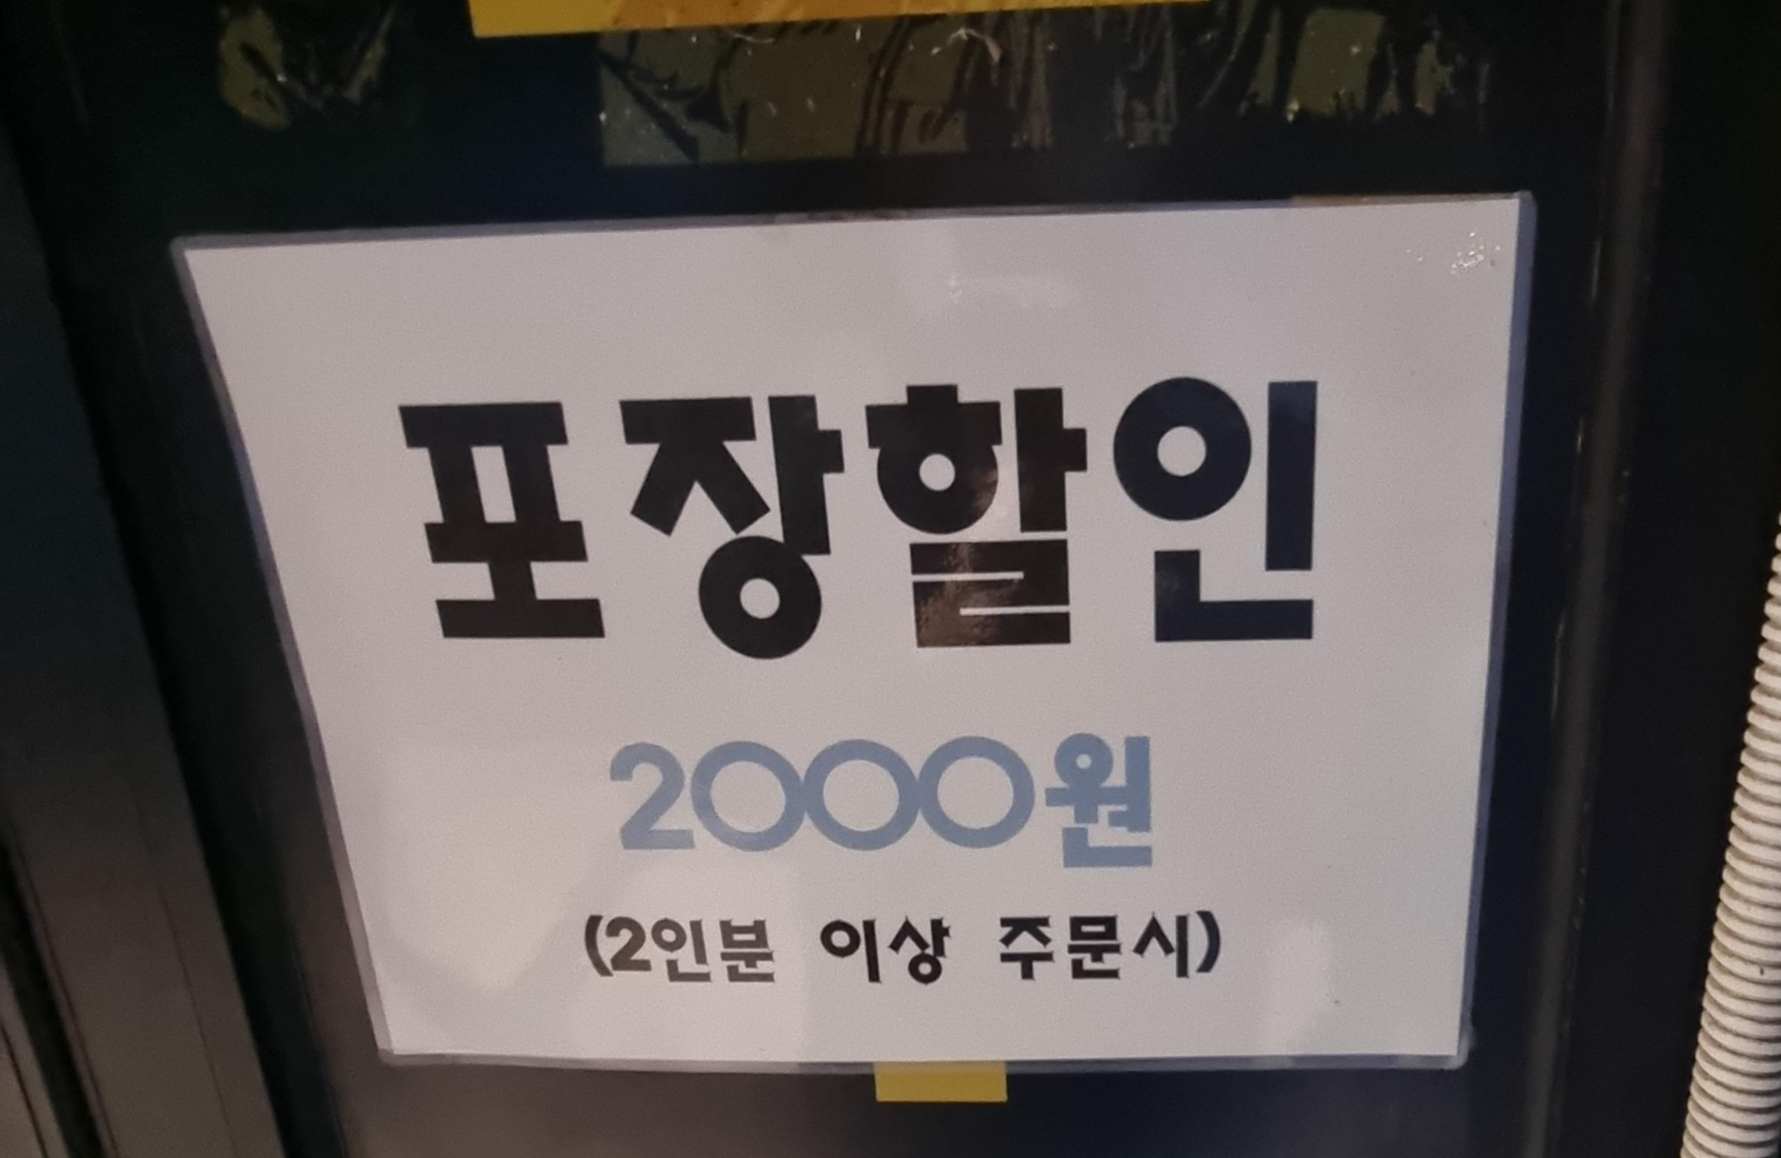 포장할인
2000원
(2인분 이상 주문시)